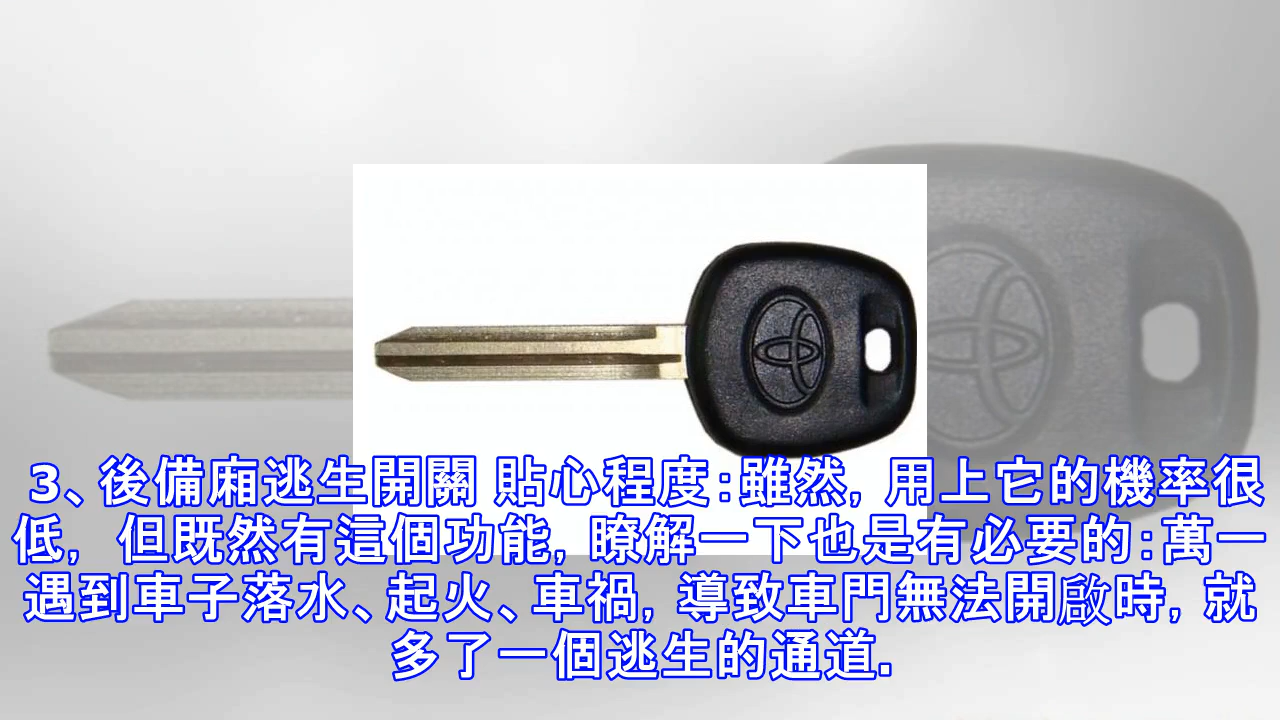 3、後備廂逃生開關 貼心程度:雖然, 用上它的機率很
低, 但既然有這個功能, 瞭解一下也是有必要的:萬一
遇到車子落水、起火、車禍, 導致車門無法開啟時, 就
多了一個逃生的通道.